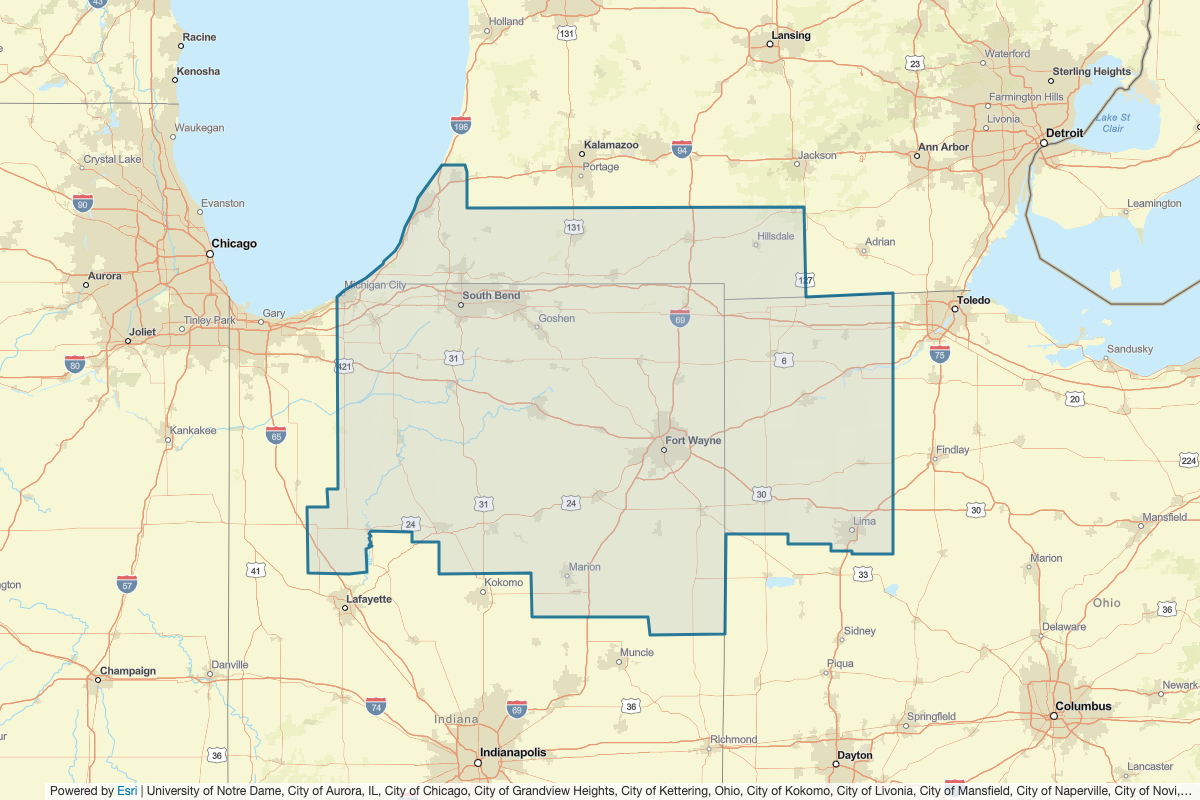 43
Racine
Holland
131
Lansing
Waterford
23
Sterling Heights
Kenosha
Farmington Hills
Livonia
Lake St
Clair
196
Waukegan
Detroit
Kalamazoo
94
Ann Arbor
Crystal Lake
Portage
Jackson
90
Evanston
Leamington
131
Hillsdale
Adrian
Chicago
Aurora
Michigan City
127
South Bend
Toledo
Gary
Tinley Park
Goshen
69
Joliet
Sandusky
80
421
31
6
75
20
Kankakee
65
Fort Wayne
Findlay
224
30
31
24
30
Mansfield
24
Lima
41
Marion
Marion
33
57
Kokomo
Ohio
36
Lafayette
Delaware
Sidney
Muncie
Champaign
Danville
Piqua
Newark
74
69
36
Columbus
Indiana
Springfield
Richmond
36
Indianapolis
Dayton
Lancaster
Powered by Esri | University of Notre Dame, City of Aurora, IL, City of Chicago, City of Grandview Heights, City of Kettering, Ohio, City of Kokomo, City of Livonia, City of Mansfield, City of Naperville, City of Novi,...